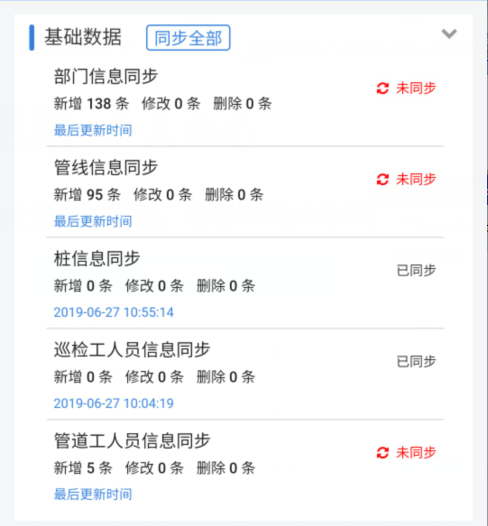 基础数据 同步全部
部门信息同步
新增 138 条 修改 0 条 删除 0 条
未同步
最后更新时间
管线信息同步
新增 95 条 修改 0 条 删除 0 条
未同步
最后更新时间
桩信息同步
新增 0 条 修改 0 条 删除 0 条
已同步
2019-06-27 10:55:14
巡检工人员信息同步
新增 0 条 修改 0 条 删除 0 条
已同步
2019-06-27 10:04:19
管道工人员信息同步
新增 5 条 修改 0 条 删除 0 条
未同步
最后更新时间